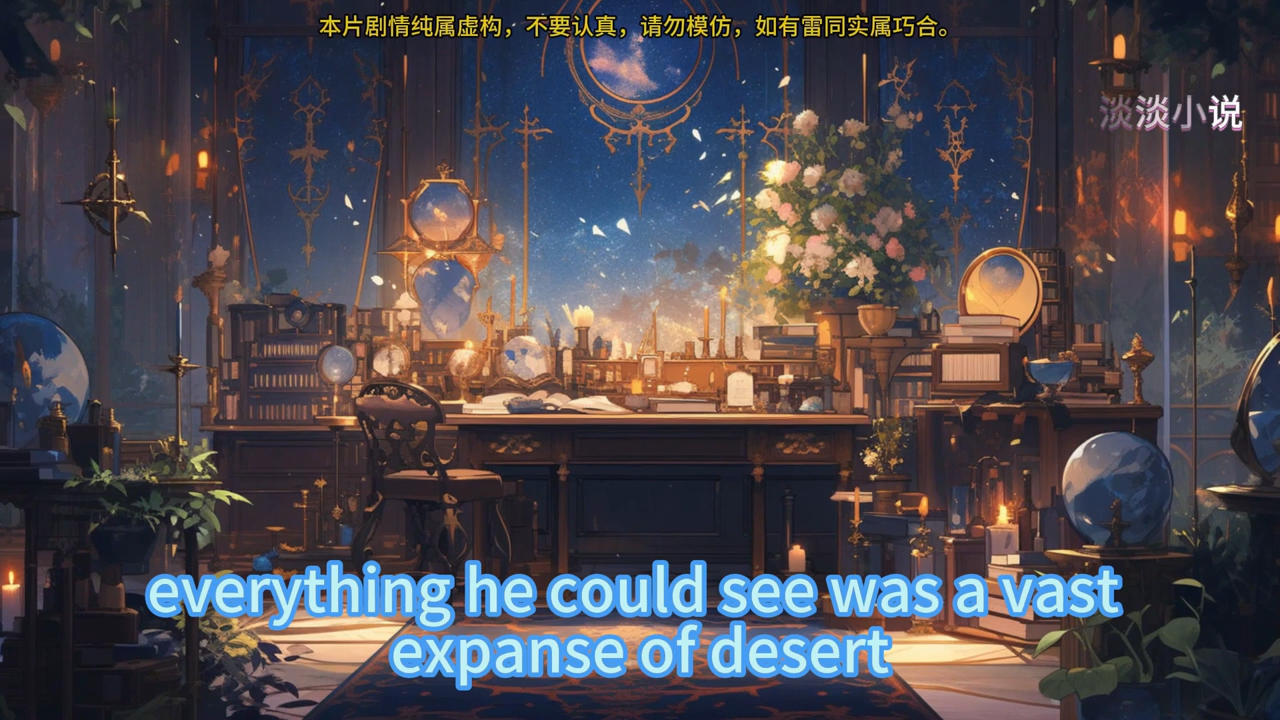 本片剧情纯属虚构，不要认真，请勿模仿，如有雷同实属巧合。
淡淡小说
everything he could see was a vast
expanse of desert